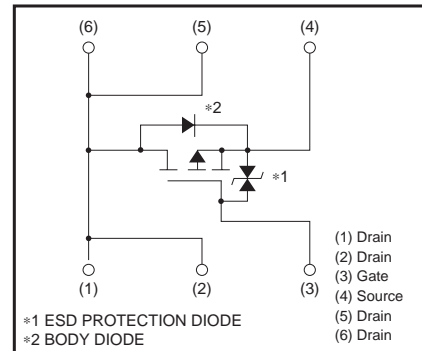 (6) (5) (4)
∗2
∗1
(1) Drain
(2) Drain
(3) Gate
(4) Source
(5) Drain
(6) Drain
(1) (2) (3)
∗1 ESD PROTECTION DIODE
∗2 BODY DIODE